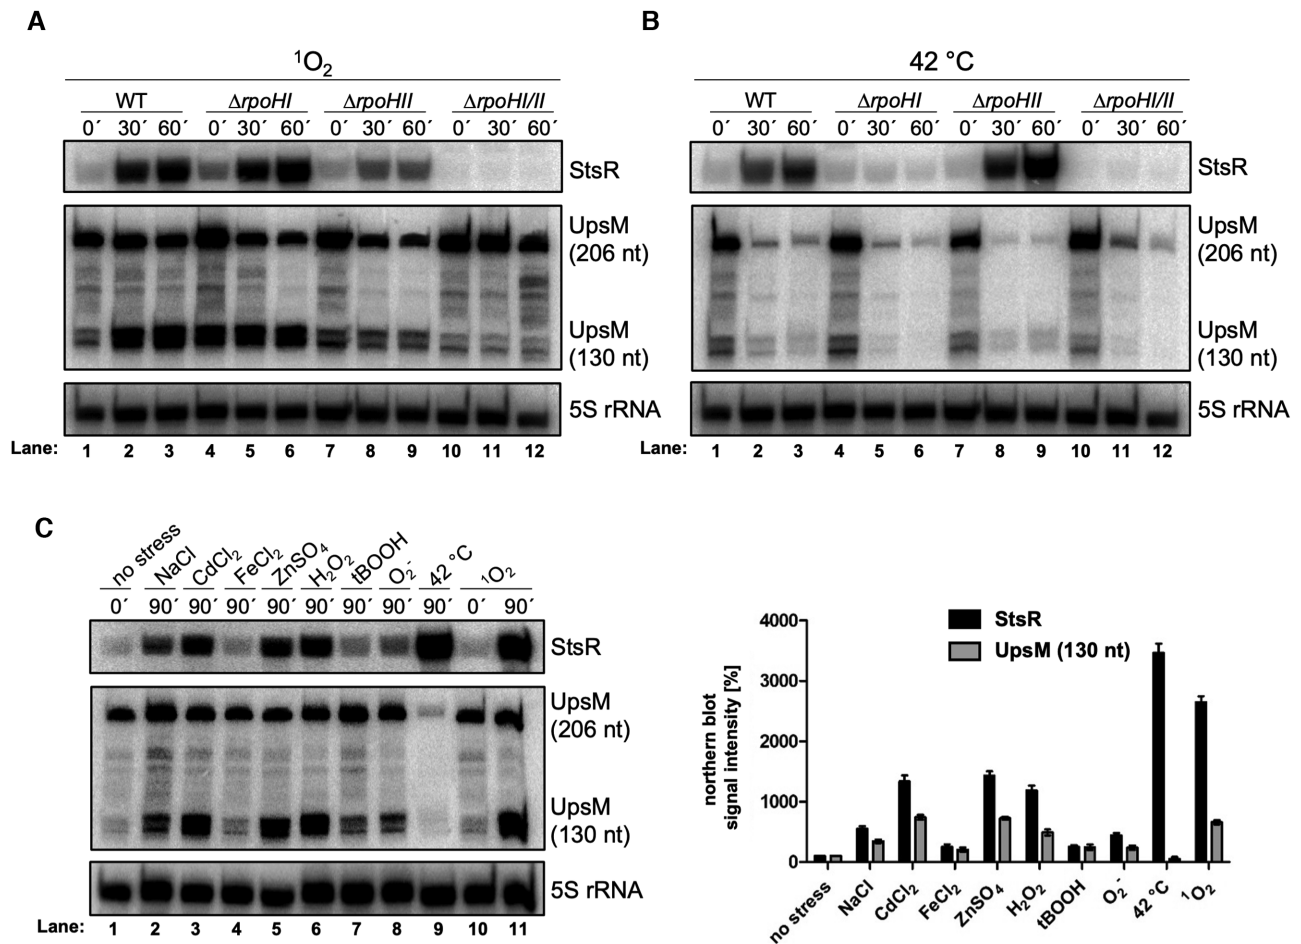 A
¹O₂
WT ΔrpoHI ΔrpoHII ΔrpoHI/II
0´ 30´ 60´ 0´ 30´ 60´ 0´ 30´ 60´ 0´ 30´ 60´
StsR
UpsM
(206 nt)
UpsM
(130 nt)
5S rRNA
Lane: 1 2 3 4 5 6 7 8 9 10 11 12
B
42 °C
WT ΔrpoHI ΔrpoHII ΔrpoHI/II
0´ 30´ 60´ 0´ 30´ 60´ 0´ 30´ 60´ 0´ 30´ 60´
StsR
UpsM
(206 nt)
UpsM
(130 nt)
5S rRNA
Lane: 1 2 3 4 5 6 7 8 9 10 11 12
C
no stress NaCl CdCl₂ FeCl₂ ZnSO₄ H₂O₂ tBOOH O₂⁻ 42 °C ¹O₂
0´ 90´ 90´ 90´ 90´ 90´ 90´ 90´ 90´ 0´ 90´
StsR
UpsM
(206 nt)
UpsM
(130 nt)
5S rRNA
Lane: 1 2 3 4 5 6 7 8 9 10 11
northern blot
signal intensity [%]
4000
3000
2000
1000
0
StsR
UpsM (130 nt)
no stress NaCl CdCl₂ FeCl₂ ZnSO₄ H₂O₂ tBOOH O₂⁻ 42 °C ¹O₂